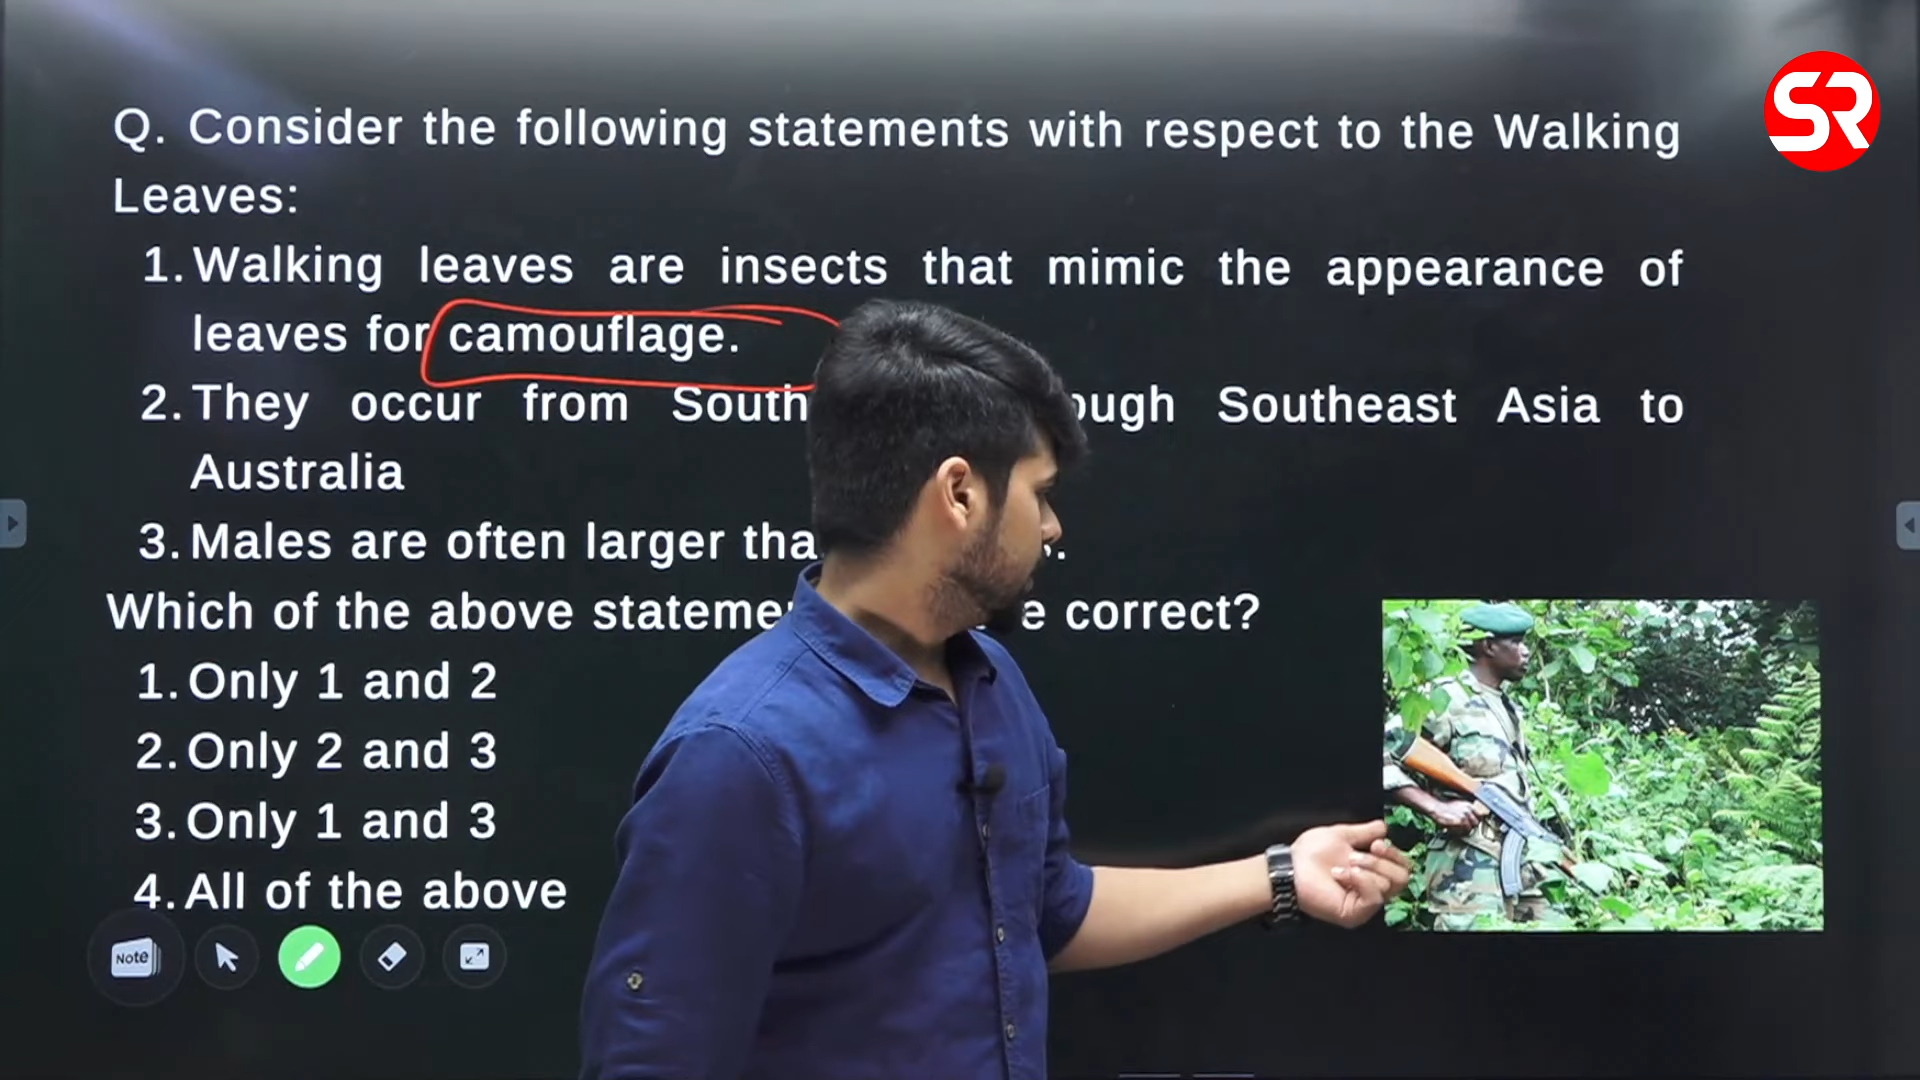 SR
Q. Consider the following statements with respect to the Walking
Leaves:
1. Walking leaves are insects that mimic the appearance of
leaves for camouflage.
2. They occur from South Southeast Asia to
Australia
3. Males are often larger
Which of the above correct?
1. Only 1 and 2
2. Only 2 and 3
3. Only 1 and 3
4. All of the above
Note